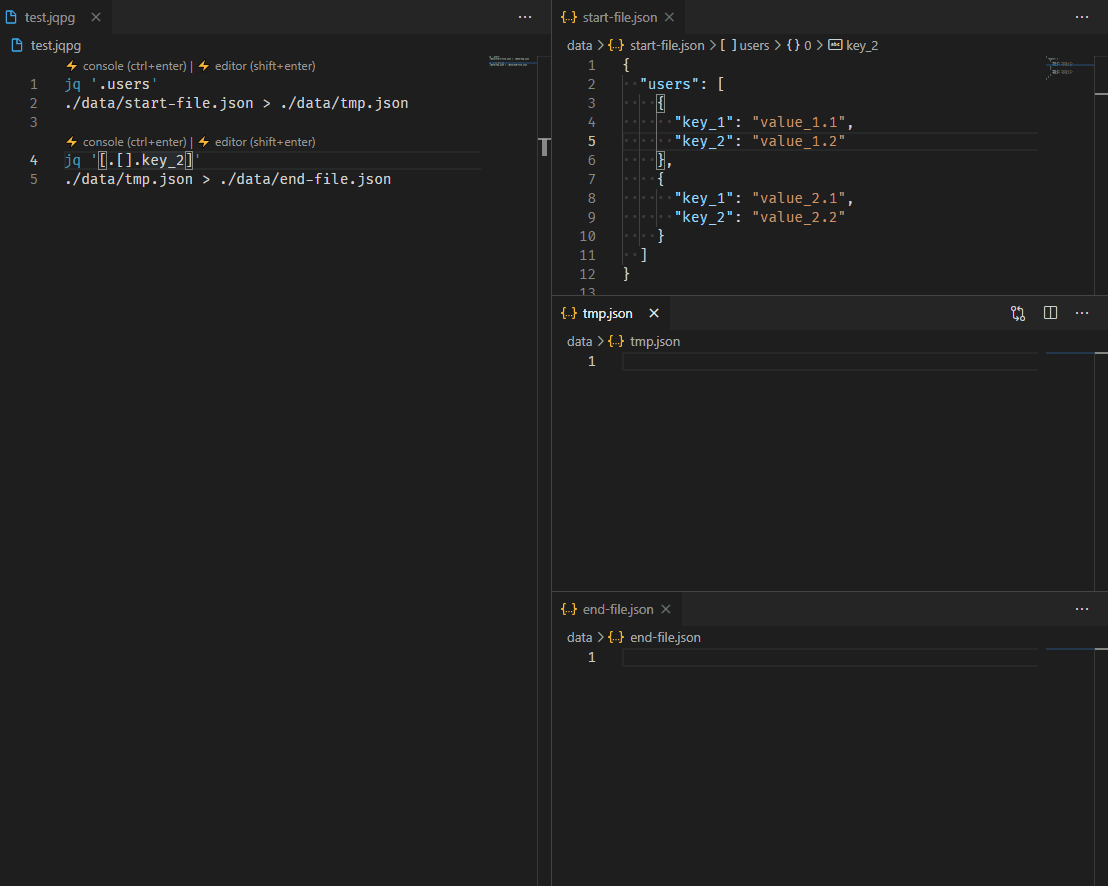 test.jqpg
test.jqpg
console (ctrl+enter) | editor (shift+enter)
1 jq '.users'
2 ./data/start-file.json > ./data/tmp.json
3
console (ctrl+enter) | editor (shift+enter)
4 jq '[.[].key_2]'
5 ./data/tmp.json > ./data/end-file.json
{..} start-file.json
data > {..} start-file.json > [ ] users > {} 0 > abc key_2
1 {
2 "users": [
3 {
4 "key_1": "value_1.1",
5 "key_2": "value_1.2"
6 },
7 {
8 "key_1": "value_2.1",
9 "key_2": "value_2.2"
10 }
11 ]
12 }
13
{..} tmp.json
data > {..} tmp.json
1
{..} end-file.json
data > {..} end-file.json
1